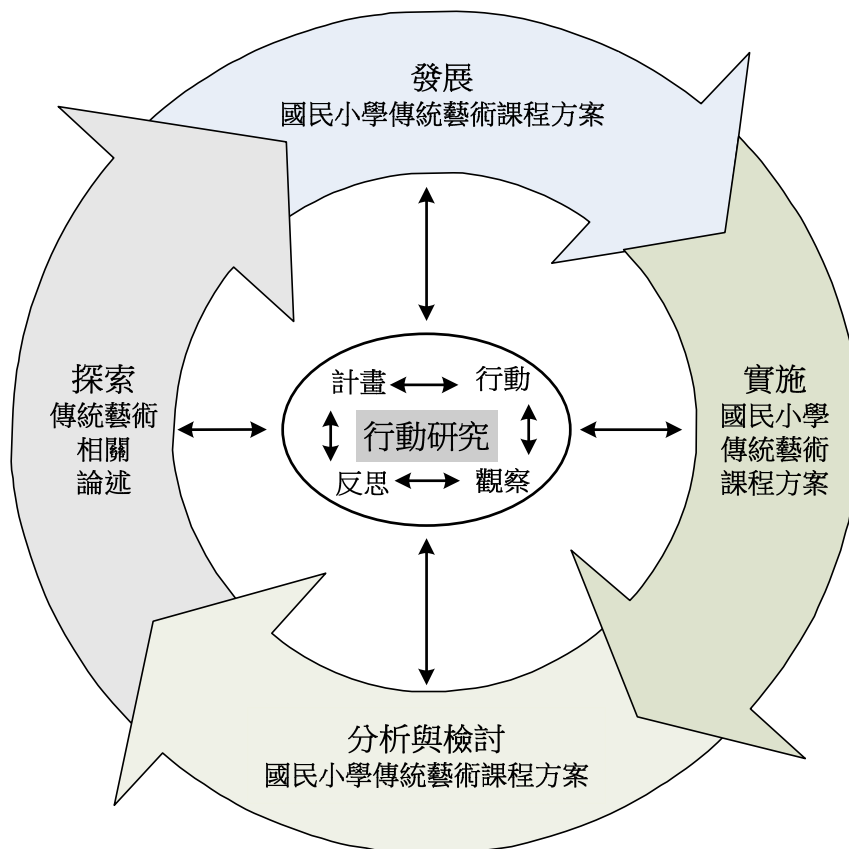 發展
國民小學傳統藝術課程方案
探索
傳統藝術
相關
論述
計畫
行動
行動研究
反思
觀察
實施
國民小學
傳統藝術
課程方案
分析與檢討
國民小學傳統藝術課程方案